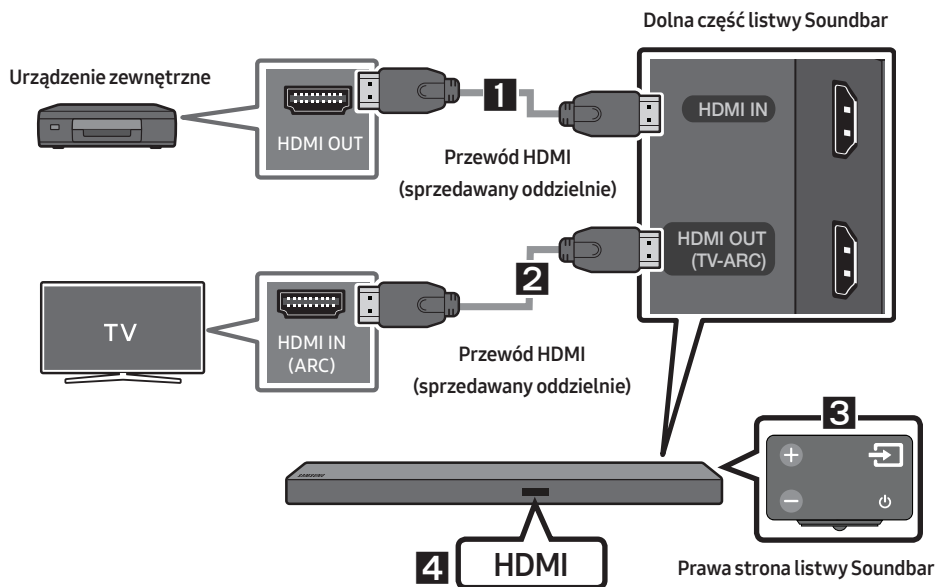 Dolna część listwy Soundbar
Urządzenie zewnętrzne
HDMI OUT
1
HDMI IN
Przewód HDMI
(sprzedawany oddzielnie)
HDMI OUT
(TV-ARC)
2
TV
HDMI IN
(ARC)
Przewód HDMI
(sprzedawany oddzielnie)
3
SAMSUNG
4
HDMI
Prawa strona listwy Soundbar